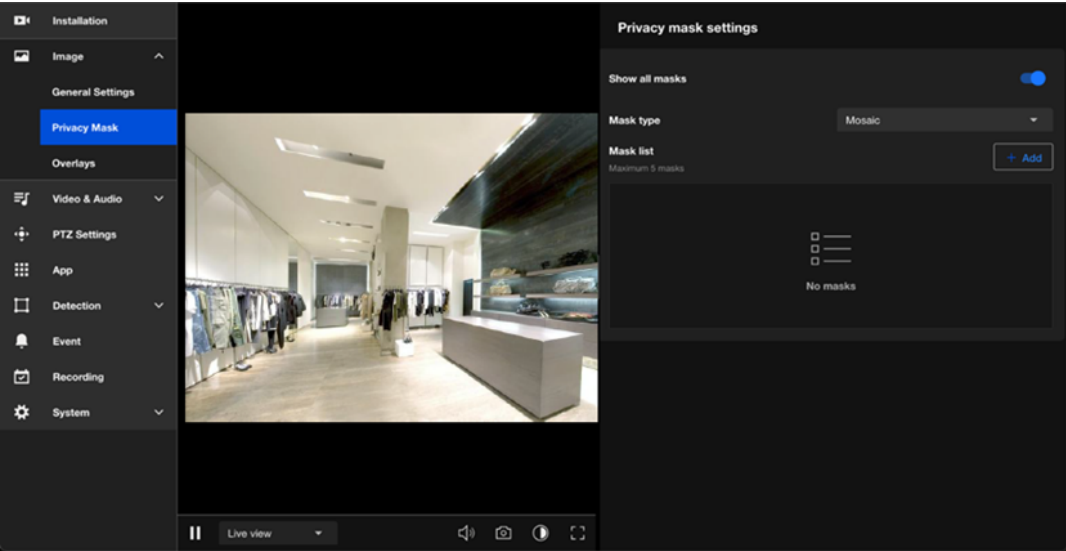 Installation
Image
General Settings
Privacy Mask
Overlays
Video & Audio
PTZ Settings
App
Detection
Event
Recording
System
Live view
Privacy mask settings
Show all masks
Mask type
Mosaic
Mask list
Maximum 5 masks
+ Add
No masks